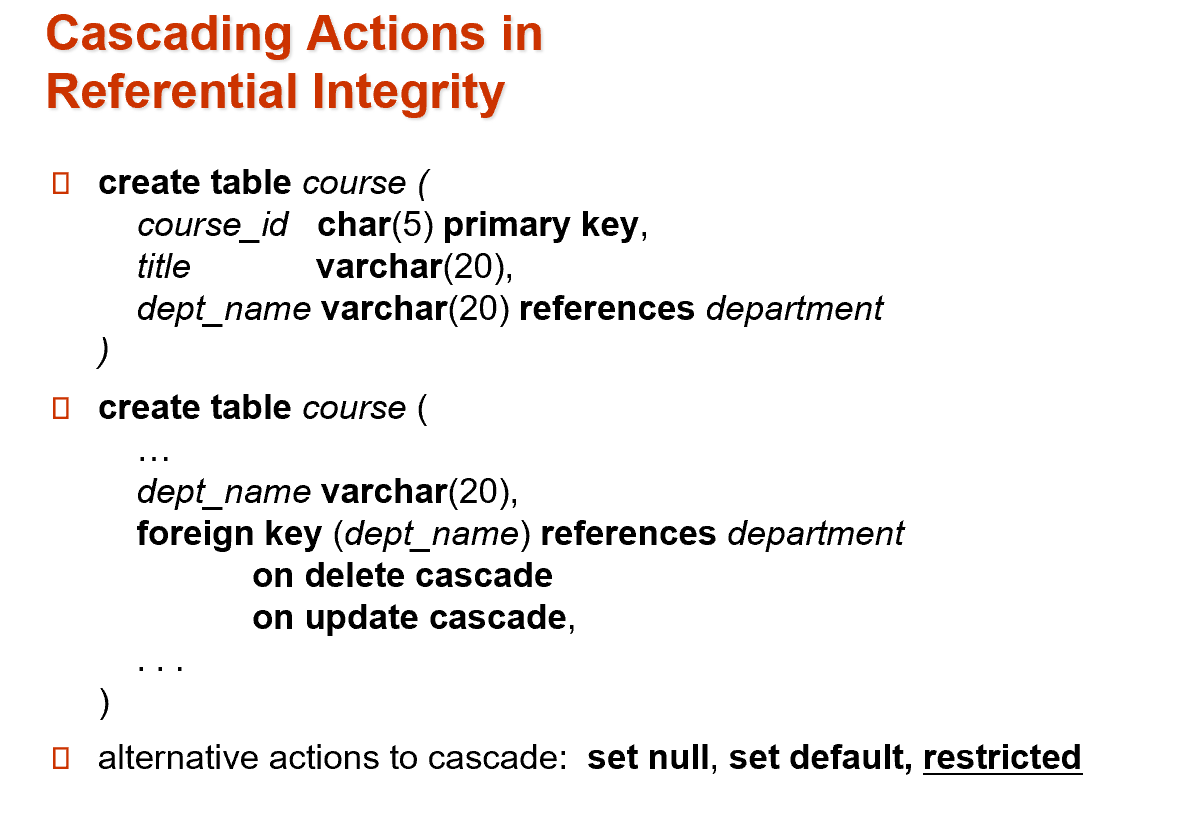 Cascading Actions in
Referential Integrity
create table course (
course_id char(5) primary key,
title varchar(20),
dept_name varchar(20) references department
)
create table course (
…
dept_name varchar(20),
foreign key (dept_name) references department
on delete cascade
on update cascade,
. . .
)
alternative actions to cascade: set null, set default, restricted